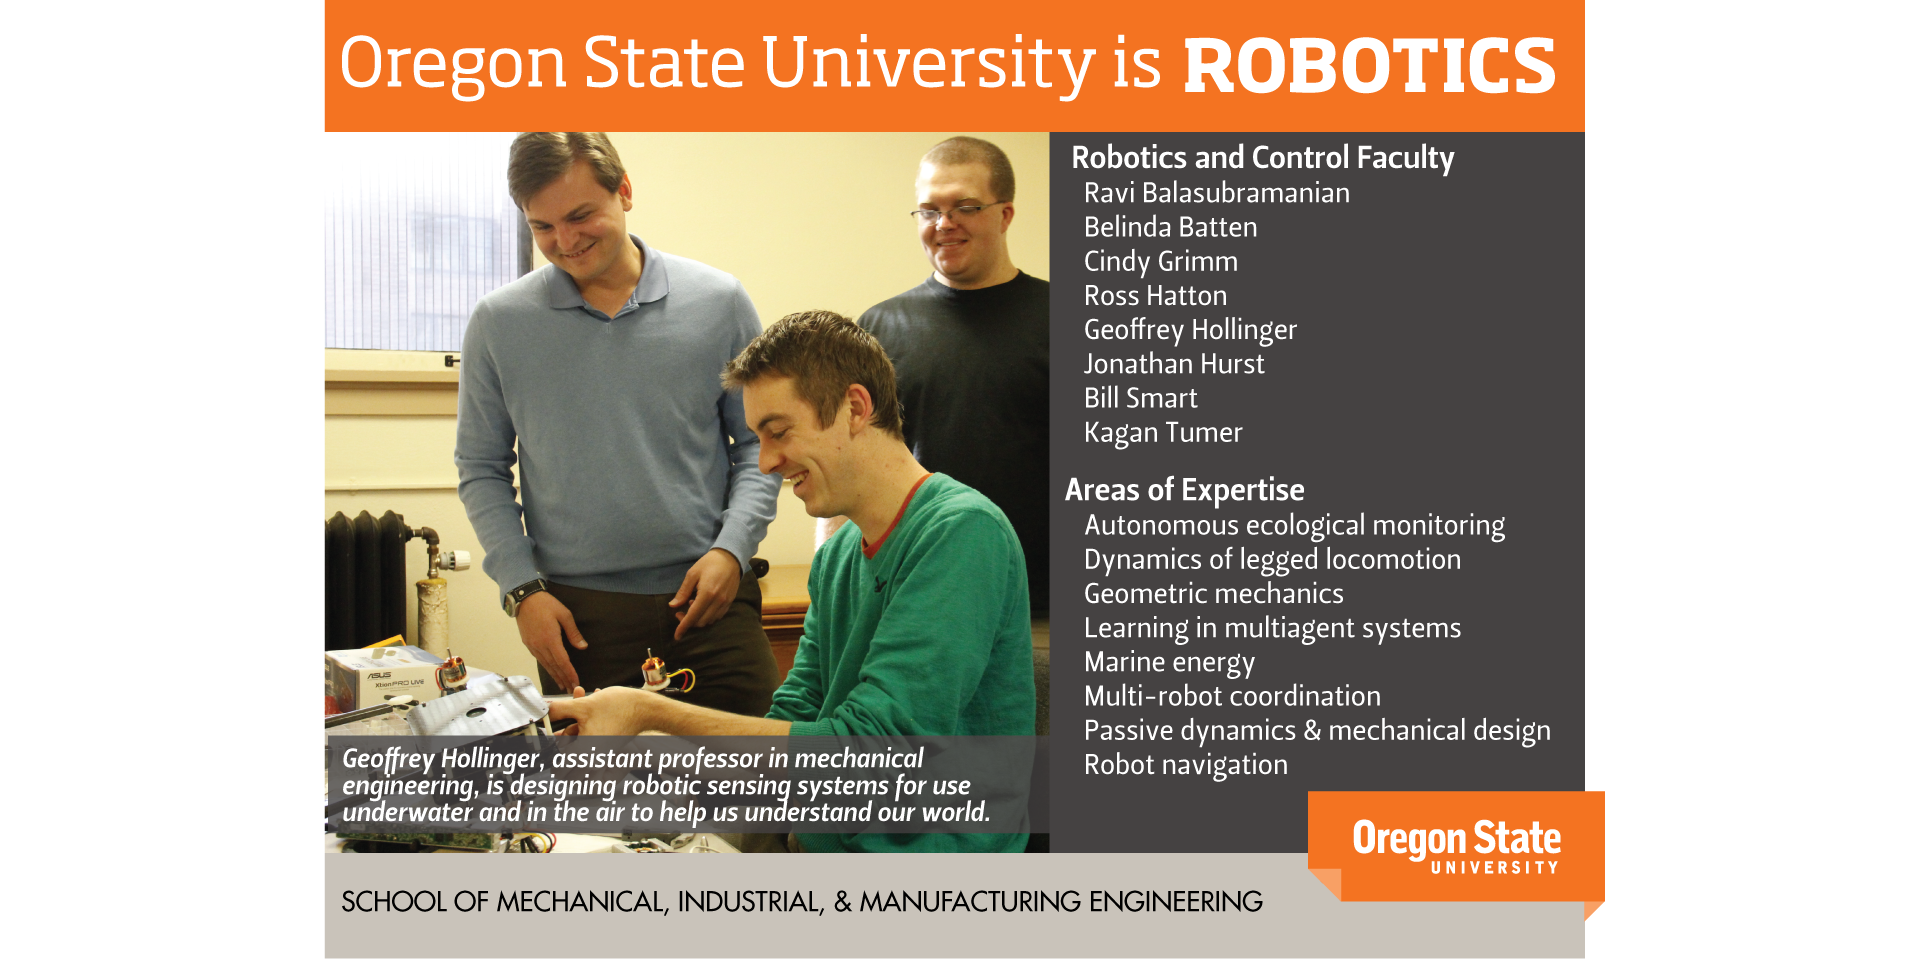 Oregon State University is ROBOTICS
Robotics and Control Faculty
Ravi Balasubramanian
Belinda Batten
Cindy Grimm
Ross Hatton
Geoffrey Hollinger
Jonathan Hurst
Bill Smart
Kagan Tumer
Areas of Expertise
Autonomous ecological monitoring
Dynamics of legged locomotion
Geometric mechanics
Learning in multiagent systems
Marine energy
Multi-robot coordination
Passive dynamics & mechanical design
Robot navigation
ASUS
Xtion PRO LIVE
Geoffrey Hollinger, assistant professor in mechanical
engineering, is designing robotic sensing systems for use
underwater and in the air to help us understand our world.
Oregon State
UNIVERSITY
SCHOOL OF MECHANICAL, INDUSTRIAL, & MANUFACTURING ENGINEERING